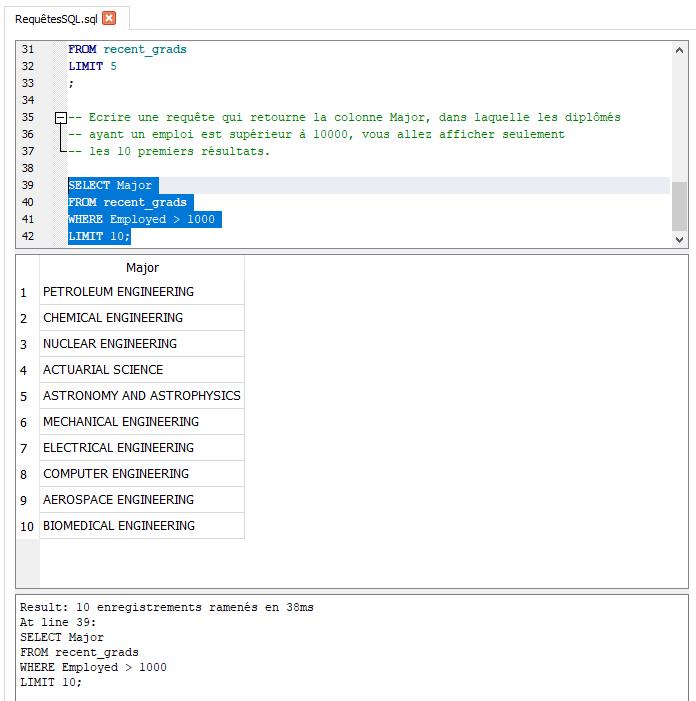 RequêtesSQL.sql
31 FROM recent_grads
32 LIMIT 5
33 ;
34
35 -- Ecrire une requête qui retourne la colonne Major, dans laquelle les diplômés
36 -- ayant un emploi est supérieur à 10000, vous allez afficher seulement
37 -- les 10 premiers résultats.
38
39 SELECT Major
40 FROM recent_grads
41 WHERE Employed > 1000
42 LIMIT 10;
Major
1 PETROLEUM ENGINEERING
2 CHEMICAL ENGINEERING
3 NUCLEAR ENGINEERING
4 ACTUARIAL SCIENCE
5 ASTRONOMY AND ASTROPHYSICS
6 MECHANICAL ENGINEERING
7 ELECTRICAL ENGINEERING
8 COMPUTER ENGINEERING
9 AEROSPACE ENGINEERING
10 BIOMEDICAL ENGINEERING
Result: 10 enregistrements ramenés en 38ms
At line 39:
SELECT Major
FROM recent_grads
WHERE Employed > 1000
LIMIT 10;